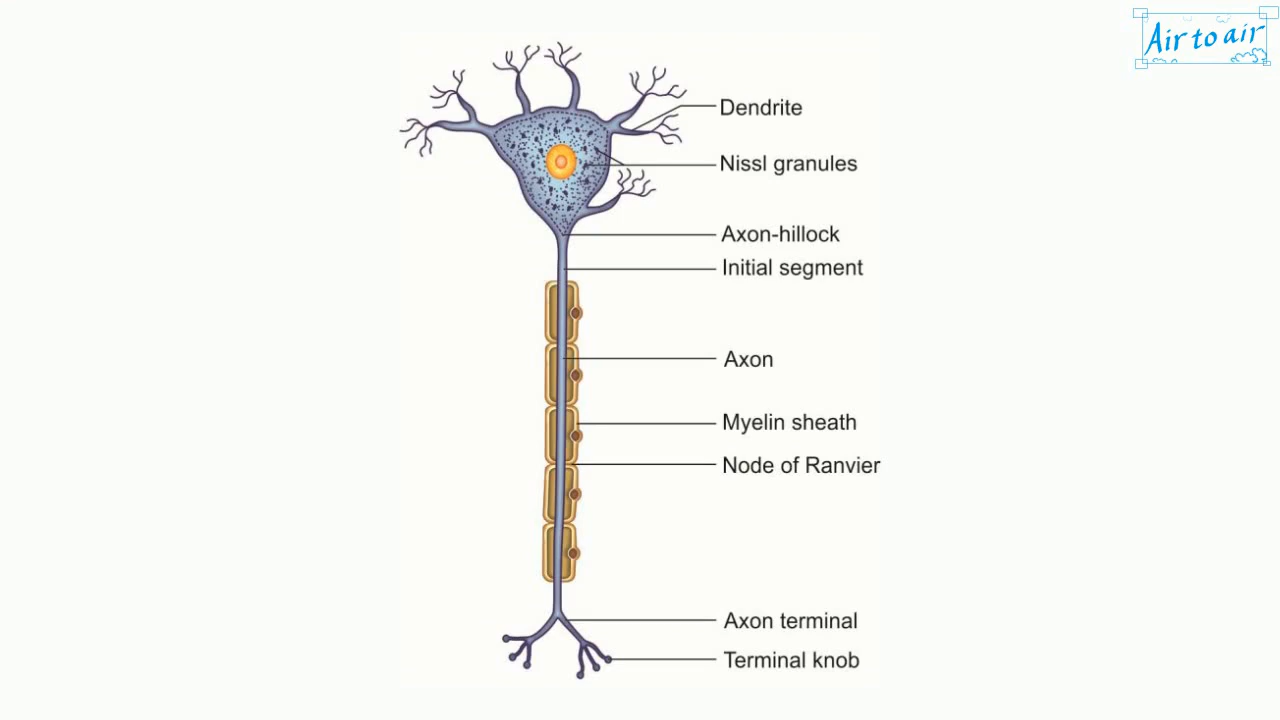 Air to air
Dendrite
Nissl granules
Axon-hillock
Initial segment
Axon
Myelin sheath
Node of Ranvier
Axon terminal
Terminal knob